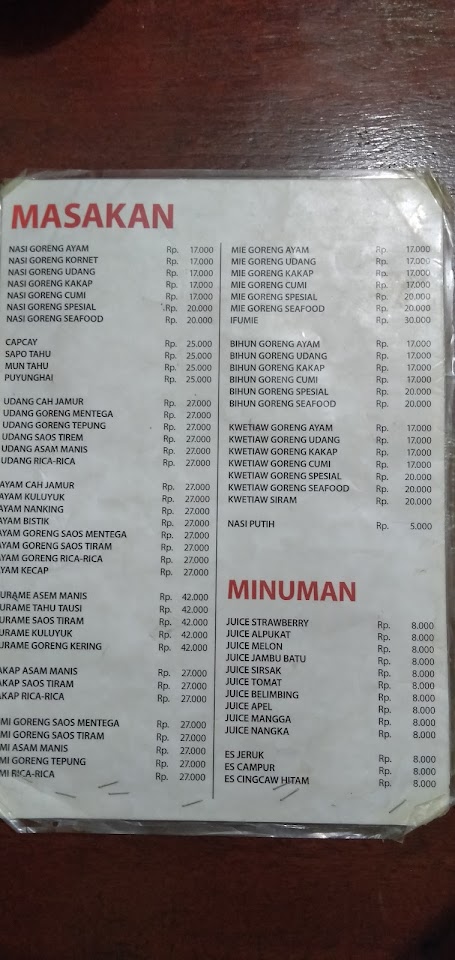 MASAKAN
NASI GORENG AYAM Rp. 17.000
NASI GORENG KORNET Rp. 17.000
NASI GORENG UDANG Rp. 17.000
NASI GORENG KAKAP Rp. 17.000
NASI GORENG CUMI Rp. 17.000
NASI GORENG SPESIAL Rp. 20.000
NASI GORENG SEAFOOD Rp. 20.000
CAPCAY Rp. 25.000
SAPO TAHU Rp. 25.000
MUN TAHU Rp. 25.000
PUYUNGHAI Rp. 25.000
UDANG CAH JAMUR Rp. 27.000
UDANG GORENG MENTEGA Rp. 27.000
UDANG GORENG TEPUNG Rp. 27.000
UDANG SAOS TIREM Rp. 27.000
UDANG ASAM MANIS Rp. 27.000
UDANG RICA-RICA Rp. 27.000
AYAM CAH JAMUR Rp. 27.000
AYAM KULUYUK Rp. 27.000
AYAM NANKING Rp. 27.000
AYAM BISTIK Rp. 27.000
AYAM GORENG SAOS MENTEGA Rp. 27.000
AYAM GORENG SAOS TIRAM Rp. 27.000
AYAM GORENG RICA-RICA Rp. 27.000
AYAM KECAP Rp. 27.000
URAME ASEM MANIS Rp. 42.000
URAME TAHU TAUSI Rp. 42.000
URAME SAOS TIRAM Rp. 42.000
URAME KULUYUK Rp. 42.000
URAME GORENG KERING Rp. 42.000
AKAP ASAM MANIS Rp. 27.000
AKAP SAOS TIRAM Rp. 27.000
AKAP RICA-RICA Rp. 27.000
MI GORENG SAOS MENTEGA Rp. 27.000
MI GORENG SAOS TIRAM Rp. 27.000
MI ASAM MANIS Rp. 27.000
MI GORENG TEPUNG Rp. 27.000
MI RICA-RICA Rp. 27.000
MIE GORENG AYAM Rp. 17.000
MIE GORENG UDANG Rp. 17.000
MIE GORENG KAKAP Rp. 17.000
MIE GORENG CUMI Rp. 17.000
MIE GORENG SPESIAL Rp. 20.000
MIE GORENG SEAFOOD Rp. 20.000
IFUMIE Rp. 30.000
BIHUN GORENG AYAM Rp. 17.000
BIHUN GORENG UDANG Rp. 17.000
BIHUN GORENG KAKAP Rp. 17.000
BIHUN GORENG CUMI Rp. 17.000
BIHUN GORENG SPESIAL Rp. 20.000
BIHUN GORENG SEAFOOD Rp. 20.000
KWETIAW GORENG AYAM Rp. 17.000
KWETIAW GORENG UDANG Rp. 17.000
KWETIAW GORENG KAKAP Rp. 17.000
KWETIAW GORENG CUMI Rp. 17.000
KWETIAW GORENG SPESIAL Rp. 20.000
KWETIAW GORENG SEAFOOD Rp. 20.000
KWETIAW SIRAM Rp. 20.000
NASI PUTIH Rp. 5.000
MINUMAN
JUICE STRAWBERRY Rp. 8.000
JUICE ALPUKAT Rp. 8.000
JUICE MELON Rp. 8.000
JUICE JAMBU BATU Rp. 8.000
JUICE SIRSAK Rp. 8.000
JUICE TOMAT Rp. 8.000
JUICE BELIMBING Rp. 8.000
JUICE APEL Rp. 8.000
JUICE MANGGA Rp. 8.000
JUICE NANGKA Rp. 8.000
ES JERUK Rp. 8.000
ES CAMPUR Rp. 8.000
ES CINGCAW HITAM Rp. 8.000